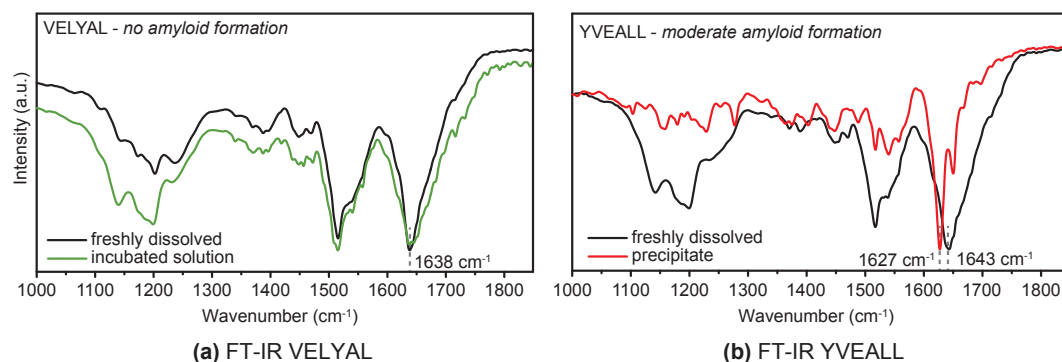 VELYAL - no amyloid formation
Intensity (a.u.)
freshly dissolved
incubated solution
1638 cm⁻¹
1000 1100 1200 1300 1400 1500 1600 1700 1800
Wavenumber (cm⁻¹)
(a) FT-IR VELYAL
YVEALL - moderate amyloid formation
freshly dissolved
precipitate
1627 cm⁻¹ 1643 cm⁻¹
1000 1100 1200 1300 1400 1500 1600 1700 1800
Wavenumber (cm⁻¹)
(b) FT-IR YVEALL